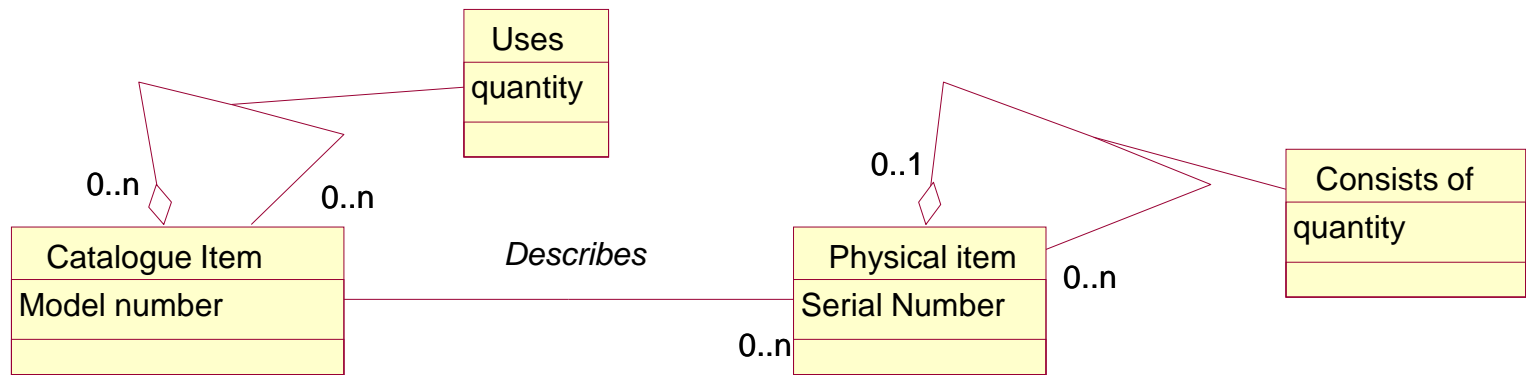 Uses
quantity
0..n
0..n
Catalogue Item
Model number
Describes
0..n
0..1
Physical item
Serial Number
0..n
Consists of
quantity